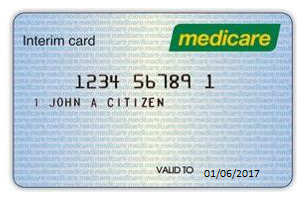 Interim card
medicare
1234 56789 1
1 JOHN A CITIZEN
VALID TO 01/06/2017